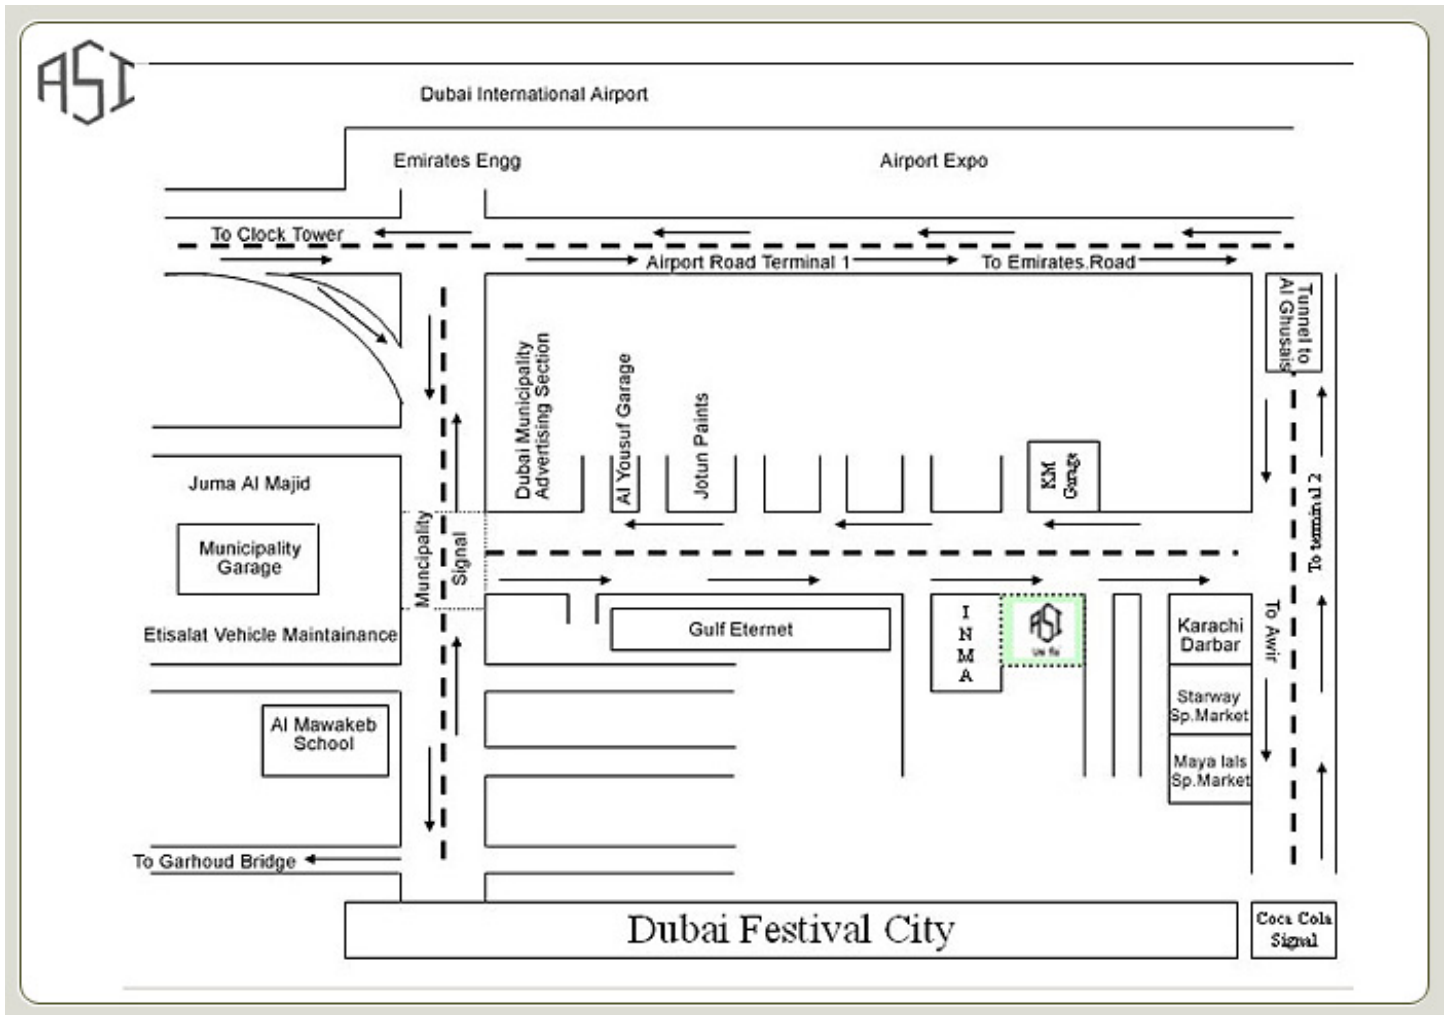 ASI
Dubai International Airport
Emirates Engg
Airport Expo
To Clock Tower
Airport Road Terminal 1
To Emirates.Road
Tunnel to
Al Ghusais
Dubai Municipality
Advertising Section
Al Yousuf Garage
Jotun Paints
KM
Garage
Juma Al Majid
Municipality
Garage
Muncipality
Signal
To terminal 2
Etisalat Vehicle Maintainance
Gulf Eternet
INMA
ASI
Karachi
Darbar
To Awir
Starway
Sp.Market
Al Mawakeb
School
Maya lals
Sp.Market
To Garhoud Bridge
Dubai Festival City
Coca Cola
Signal